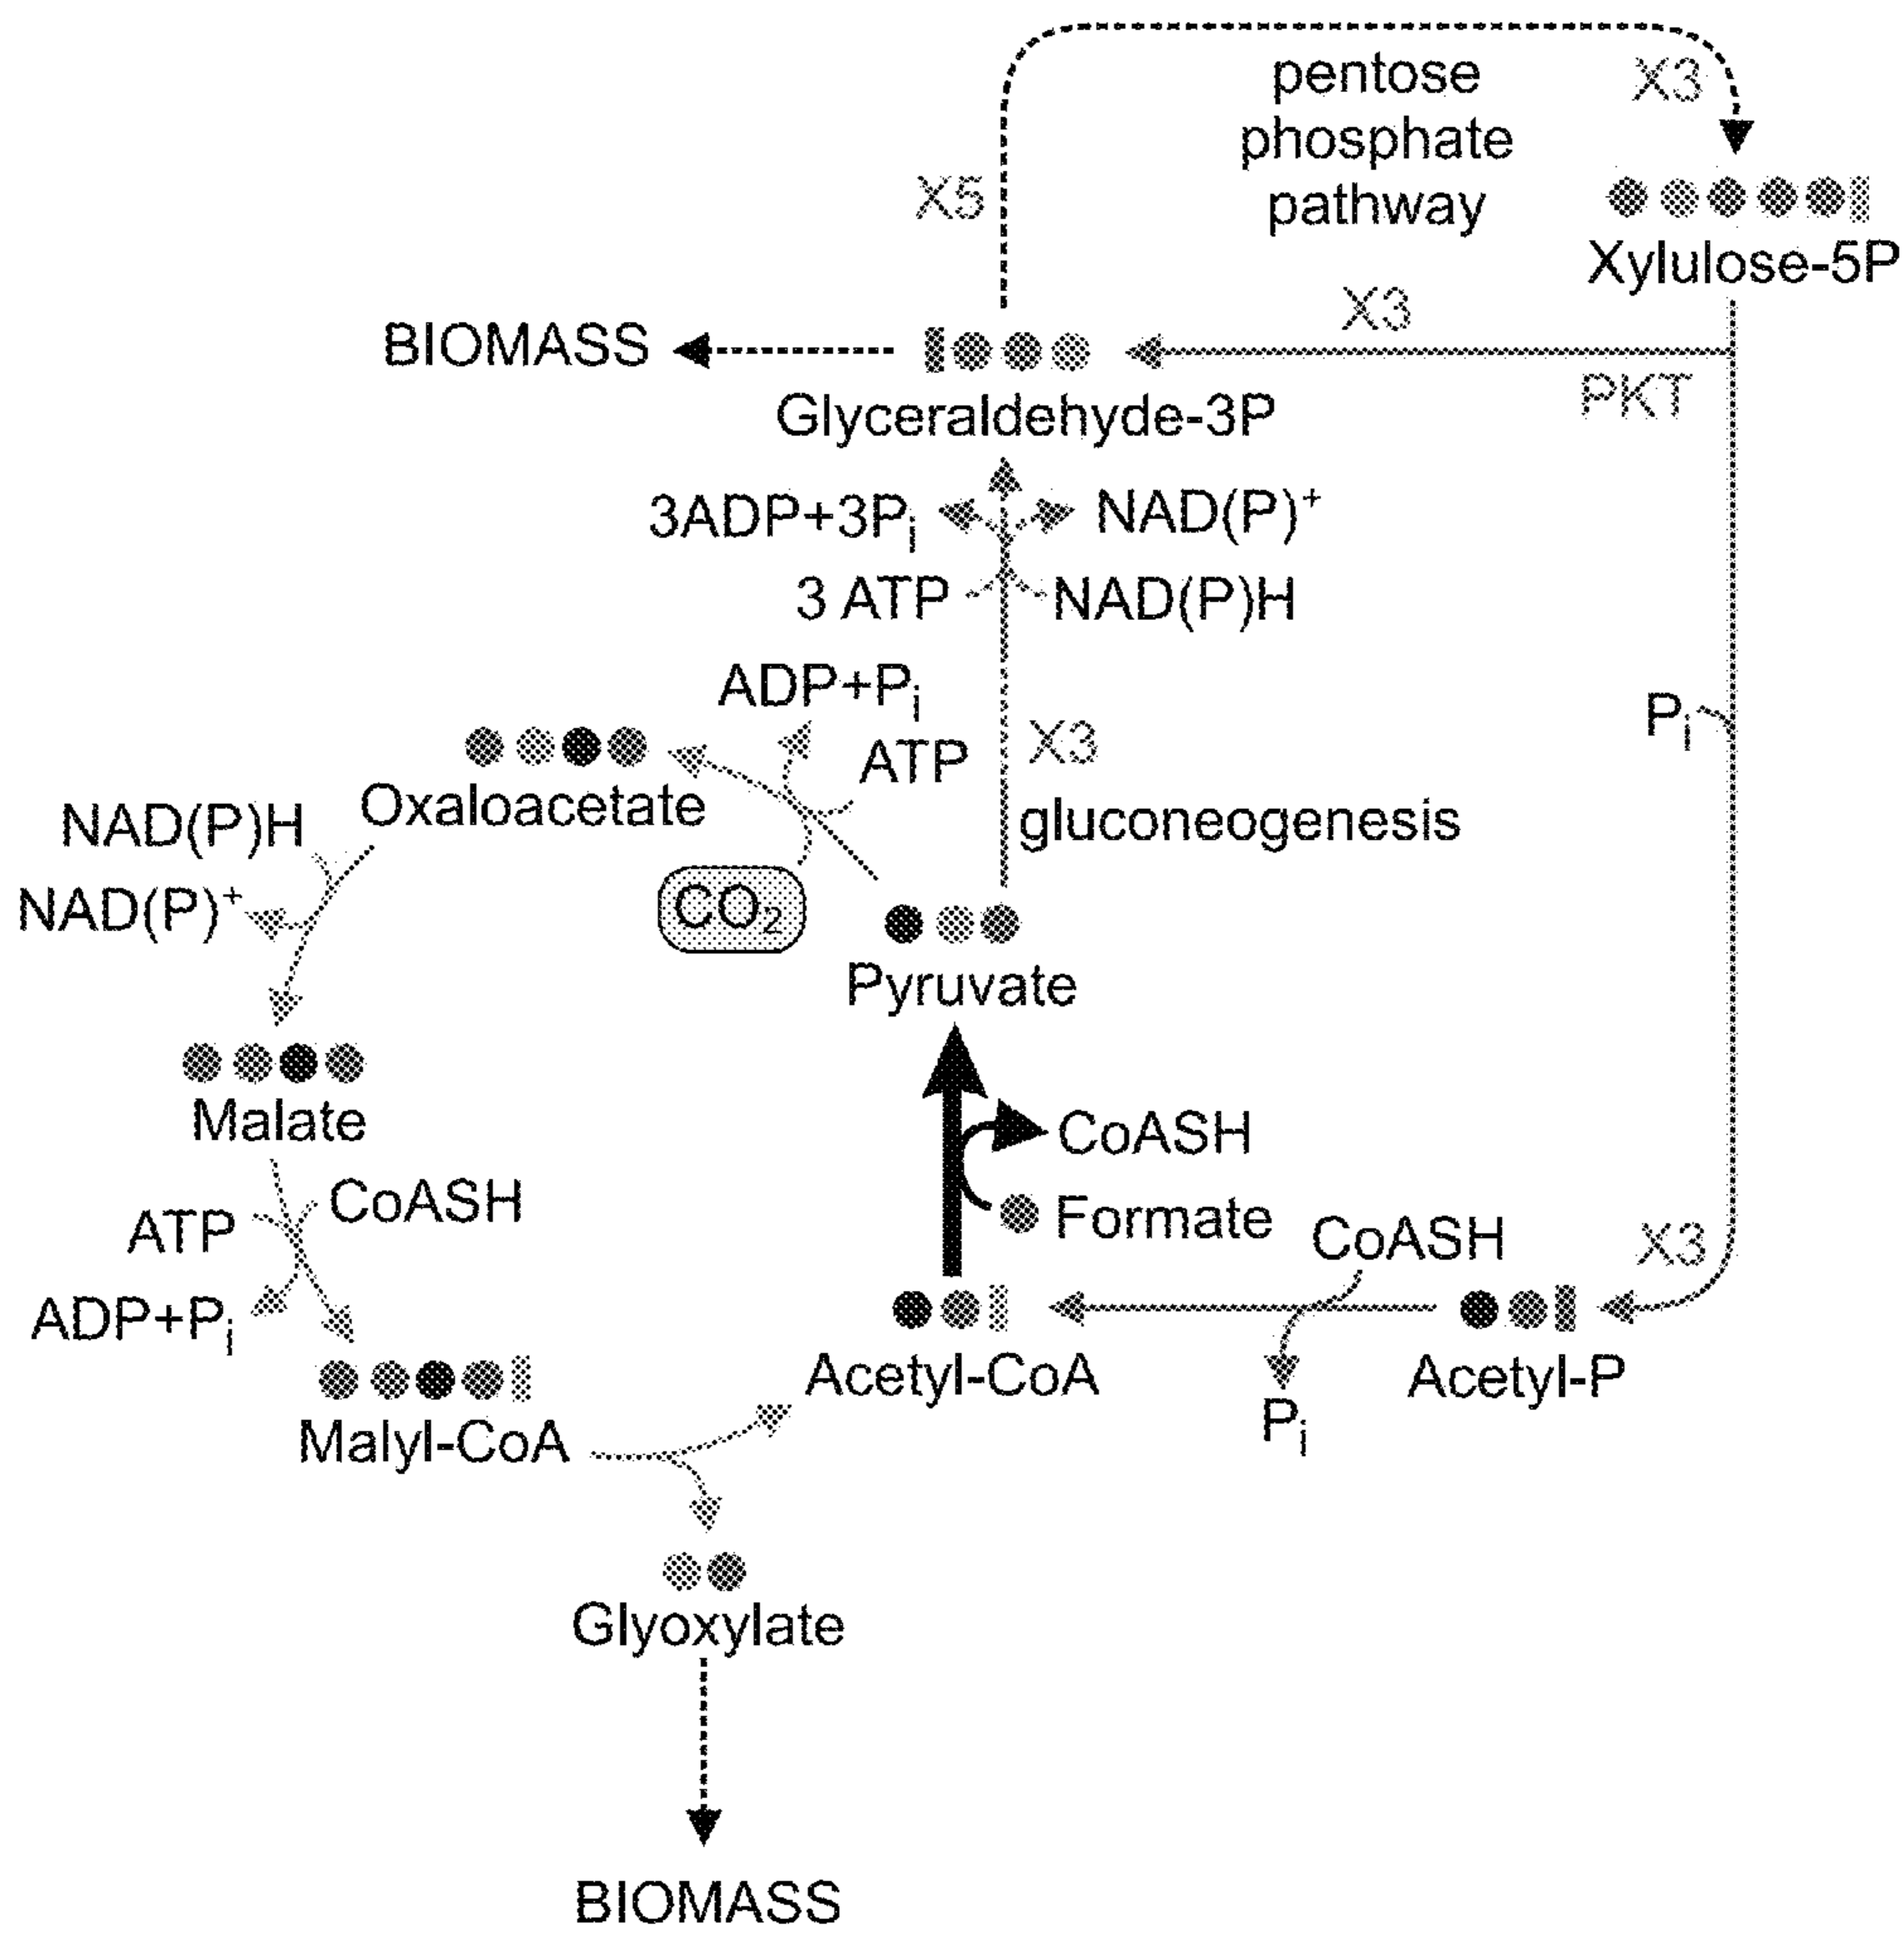 X3
pentose
phosphate
pathway
X5
Xylulose-5P
X3
BIOMASS
PKT
Glyceraldehyde-3P
3ADP+3Pi
NAD(P)+
3 ATP
NAD(P)H
ADP+Pi
Pi
ATP
X3
Oxaloacetate
NAD(P)H
gluconeogenesis
NAD(P)+
CO2
Pyruvate
Malate
CoASH
CoASH
ATP
Formate
CoASH
X3
ADP+Pi
Acetyl-CoA
Acetyl-P
Pi
Malyl-CoA
Glyoxylate
BIOMASS